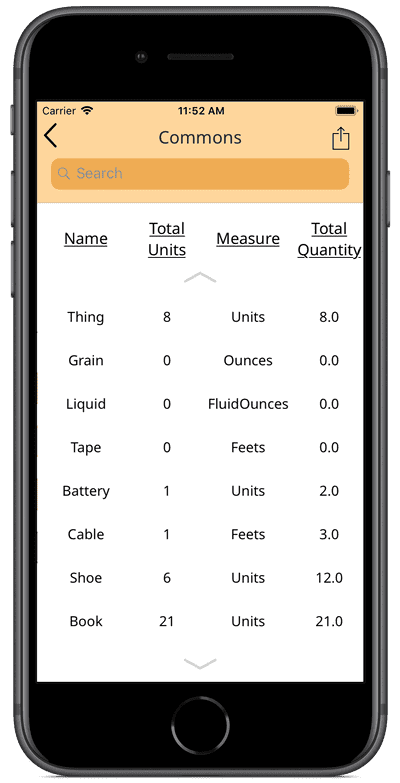 Carrier 11:52 AM
Commons
Search
Name Total Units Measure Total Quantity
Thing 8 Units 8.0
Grain 0 Ounces 0.0
Liquid 0 FluidOunces 0.0
Tape 0 Feets 0.0
Battery 1 Units 2.0
Cable 1 Feets 3.0
Shoe 6 Units 12.0
Book 21 Units 21.0